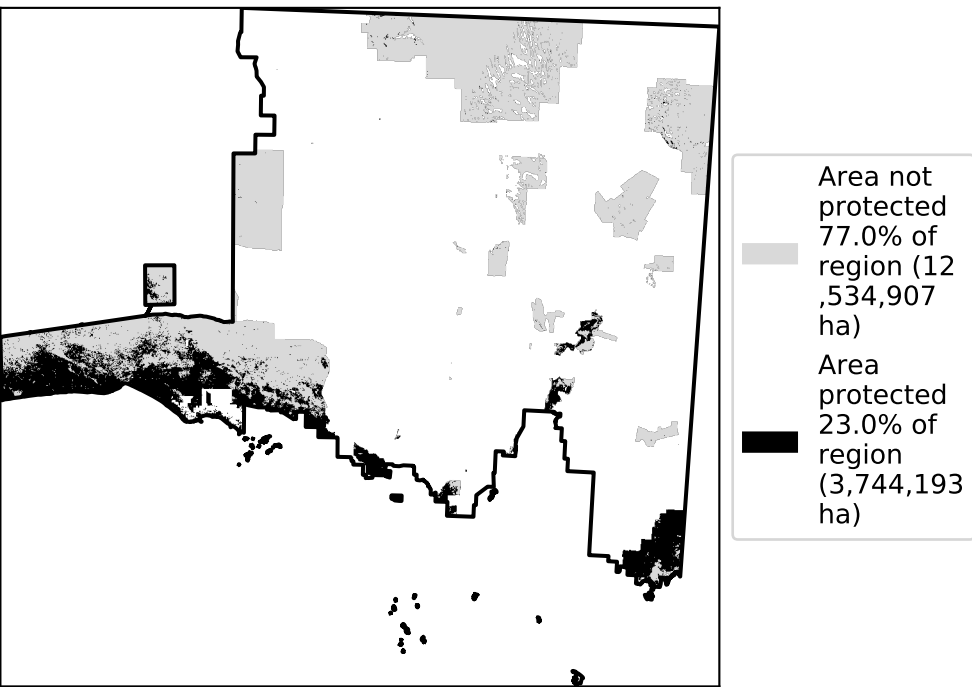 Area not
protected
77.0% of
region (12
,534,907
ha)
Area
protected
23.0% of
region
(3,744,193
ha)